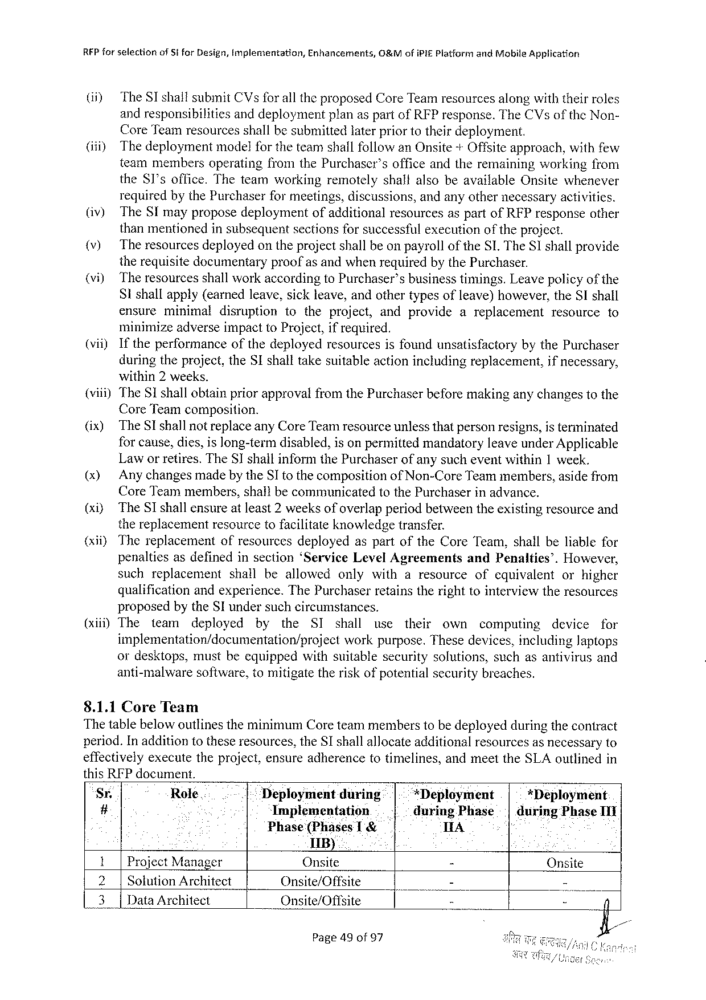 RFP for selection of SI for Design, Implementation, Enhancements, O&M of iPIE Platform and Mobile Application
(ii) The SI shall submit CVs for all the proposed Core Team resources along with their roles
and responsibilities and deployment plan as part of RFP response. The CVs of the Non-
Core Team resources shall be submitted later prior to their deployment.
(iii) The deployment model for the team shall follow an Onsite + Offsite approach, with few
team members operating from the Purchaser's office and the remaining working from
the SI's office. The team working remotely shall also be available Onsite whenever
required by the Purchaser for meetings, discussions, and any other necessary activities.
(iv) The SI may propose deployment of additional resources as part of RFP response other
than mentioned in subsequent sections for successful execution of the project.
(v) The resources deployed on the project shall be on payroll of the SI. The SI shall provide
the requisite documentary proof as and when required by the Purchaser.
(vi) The resources shall work according to Purchaser's business timings. Leave policy of the
SI shall apply (earned leave, sick leave, and other types of leave) however, the SI shall
ensure minimal disruption to the project, and provide a replacement resource to
minimize adverse impact to Project, if required.
(vii) If the performance of the deployed resources is found unsatisfactory by the Purchaser
during the project, the SI shall take suitable action including replacement, if necessary,
within 2 weeks.
(viii) The SI shall obtain prior approval from the Purchaser before making any changes to the
Core Team composition.
(ix) The SI shall not replace any Core Team resource unless that person resigns, is terminated
for cause, dies, is long-term disabled, is on permitted mandatory leave under Applicable
Law or retires. The SI shall inform the Purchaser of any such event within 1 week.
(x) Any changes made by the SI to the composition of Non-Core Team members, aside from
Core Team members, shall be communicated to the Purchaser in advance.
(xi) The SI shall ensure at least 2 weeks of overlap period between the existing resource and
the replacement resource to facilitate knowledge transfer.
(xii) The replacement of resources deployed as part of the Core Team, shall be liable for
penalties as defined in section 'Service Level Agreements and Penalties'. However,
such replacement shall be allowed only with a resource of equivalent or higher
qualification and experience. The Purchaser retains the right to interview the resources
proposed by the SI under such circumstances.
(xiii) The team deployed by the SI shall use their own computing device for
implementation/documentation/project work purpose. These devices, including laptops
or desktops, must be equipped with suitable security solutions, such as antivirus and
anti-malware software, to mitigate the risk of potential security breaches.
8.1.1 Core Team
The table below outlines the minimum Core team members to be deployed during the contract
period. In addition to these resources, the SI shall allocate additional resources as necessary to
effectively execute the project, ensure adherence to timelines, and meet the SLA outlined in
this RFP document.
Sr. Role Deployment during *Deployment *Deployment
# Implementation during Phase during Phase III
Phase (Phases I & IIA
IIB)
1 Project Manager Onsite - Onsite
2 Solution Architect Onsite/Offsite - -
3 Data Architect Onsite/Offsite - -
Page 49 of 97
अनिल चन्द्र /Anil C
अवर सचिव/Under